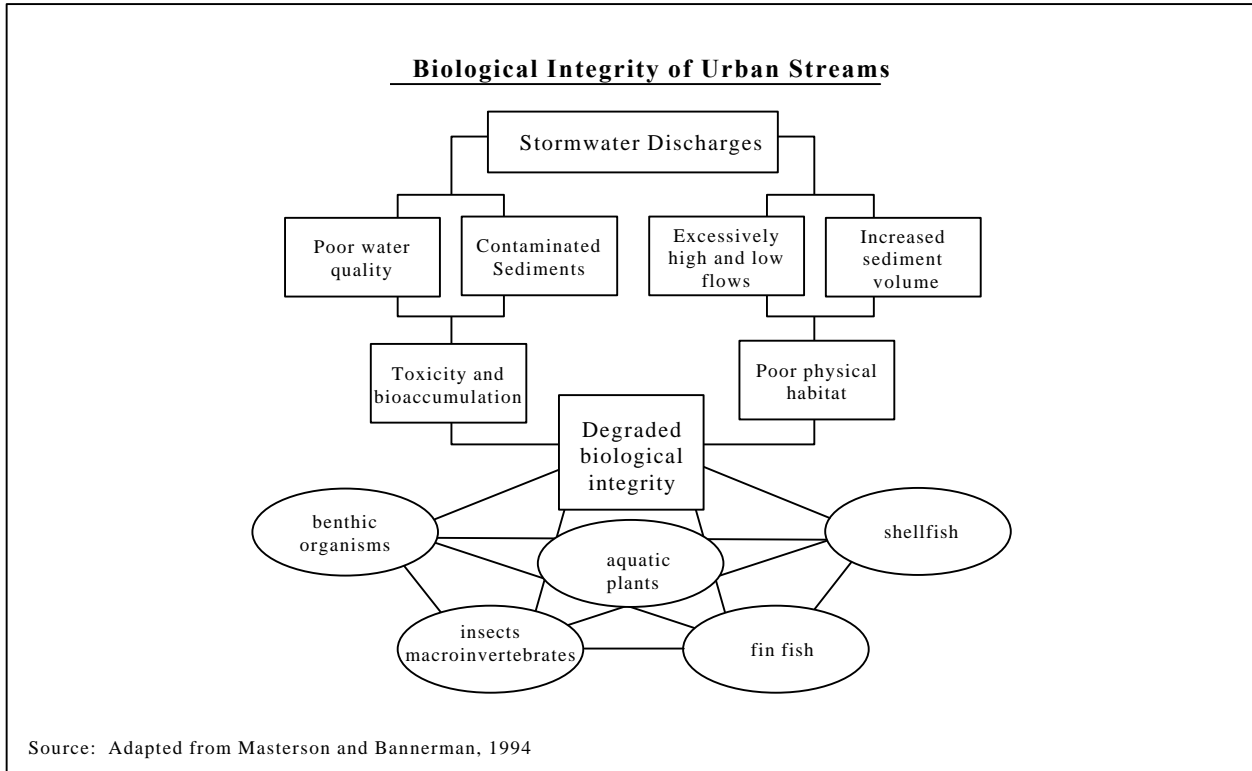 Biological Integrity of Urban Streams
Stormwater Discharges
Poor water
quality
Contaminated
Sediments
Excessively
high and low
flows
Increased
sediment
volume
Toxicity and
bioaccumulation
Poor physical
habitat
Degraded
biological
integrity
benthic
organisms
aquatic
plants
shellfish
insects
macroinvertebrates
fin fish
Source: Adapted from Masterson and Bannerman, 1994